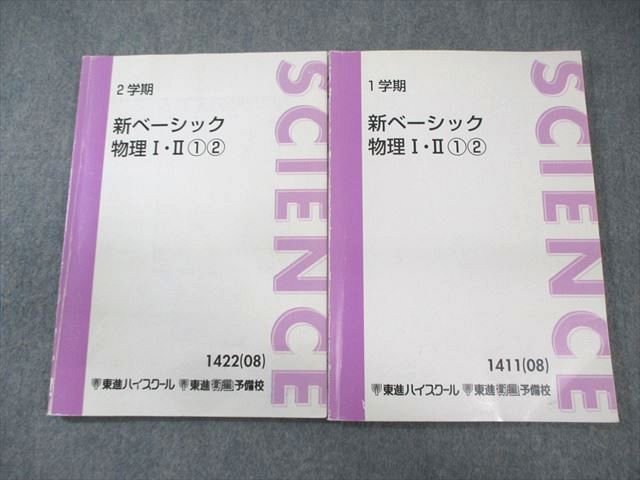 2学期
新ベーシック
物理Ⅰ・Ⅱ①②
SCIENCE
1422(08)
東進ハイスクール 東進衛星予備校
1学期
新ベーシック
物理Ⅰ・Ⅱ①②
SCIENCE
1411(08)
東進ハイスクール 東進衛星予備校